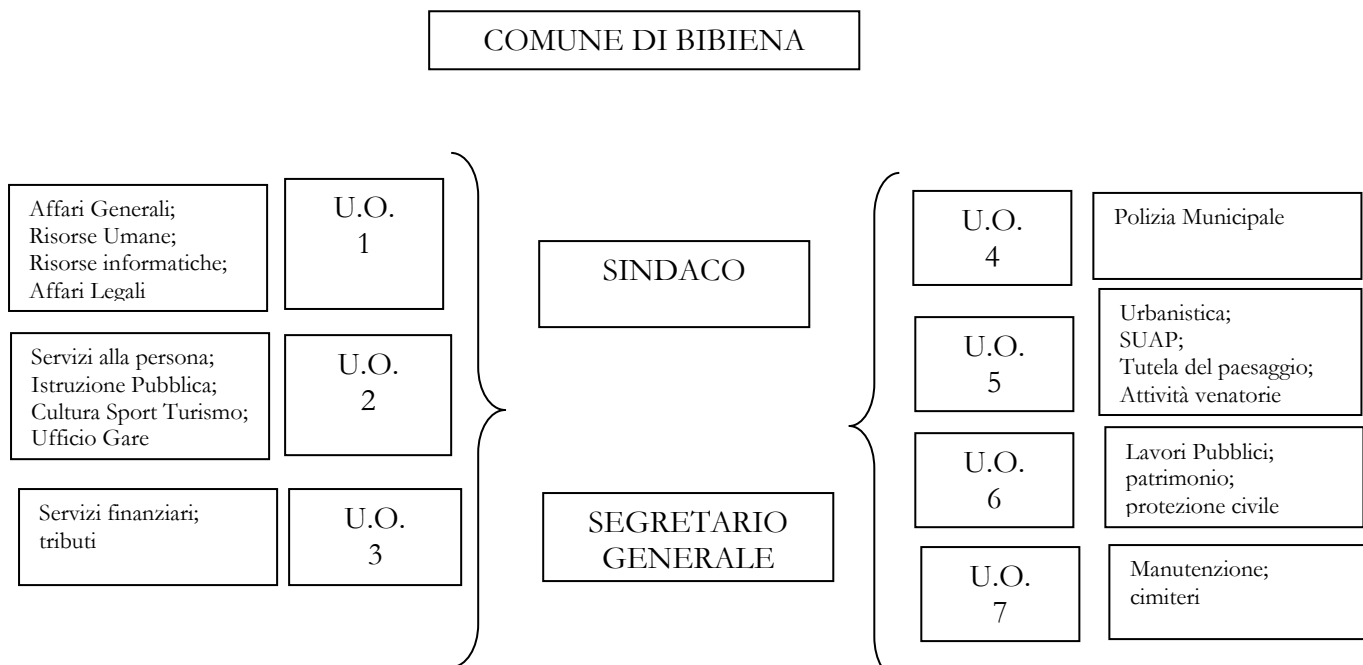 COMUNE DI BIBIENA
Affari Generali;
Risorse Umane;
Risorse informatiche;
Affari Legali
U.O.
1
Servizi alla persona;
Istruzione Pubblica;
Cultura Sport Turismo;
Ufficio Gare
U.O.
2
Servizi finanziari;
tributi
U.O.
3
SINDACO
SEGRETARIO
GENERALE
U.O.
4
Polizia Municipale
U.O.
5
Urbanistica;
SUAP;
Tutela del paesaggio;
Attività venatorie
U.O.
6
Lavori Pubblici;
patrimonio;
protezione civile
U.O.
7
Manutenzione;
cimiteri